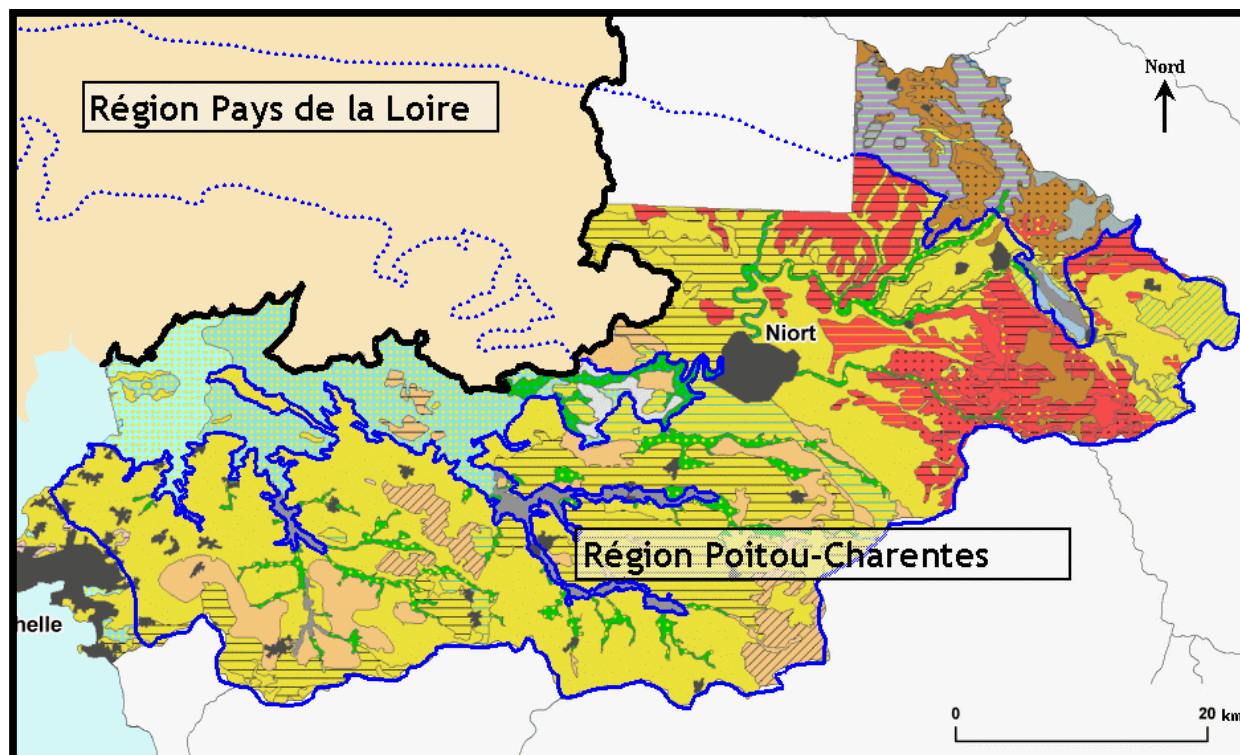 Nord
Région Pays de la Loire
Niort
Région Poitou-Charentes
helle
0 20 km